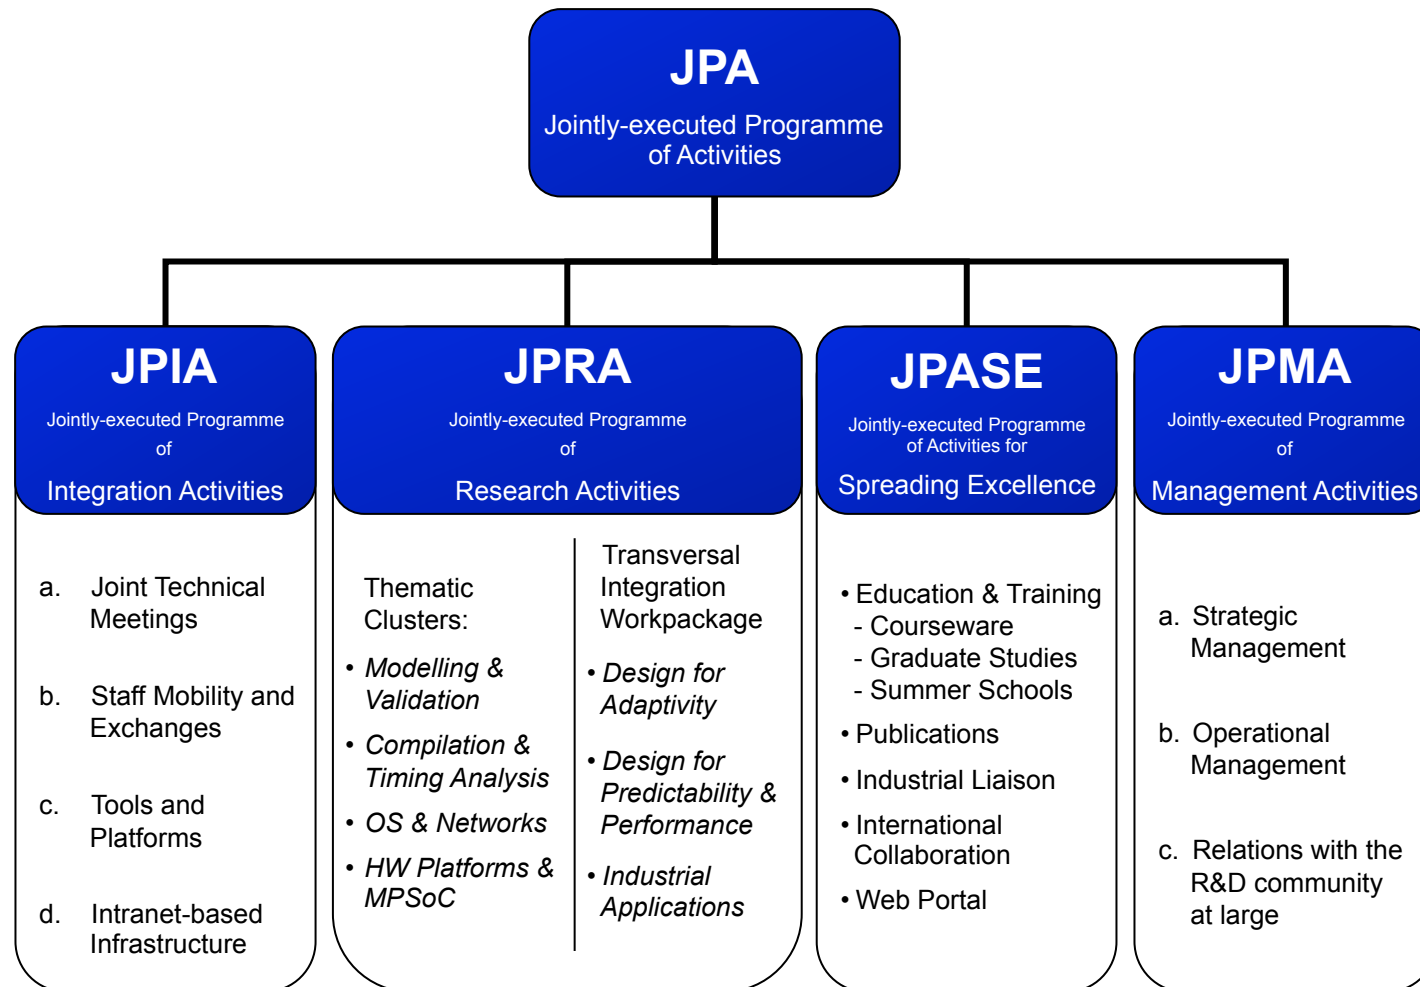 JPA
Jointly-executed Programme
of Activities
JPIA
Jointly-executed Programme
of
Integration Activities
a. Joint Technical
Meetings
b. Staff Mobility and
Exchanges
c. Tools and
Platforms
d. Intranet-based
Infrastructure
JPRA
Jointly-executed Programme
of
Research Activities
Thematic
Clusters:
• Modelling &
Validation
• Compilation &
Timing Analysis
• OS & Networks
• HW Platforms &
MPSoC
Transversal
Integration
Workpackage
• Design for
Adaptivity
• Design for
Predictability &
Performance
• Industrial
Applications
JPASE
Jointly-executed Programme
of Activities for
Spreading Excellence
• Education & Training
- Courseware
- Graduate Studies
- Summer Schools
• Publications
• Industrial Liaison
• International
Collaboration
• Web Portal
JPMA
Jointly-executed Programme
of
Management Activities
a. Strategic
Management
b. Operational
Management
c. Relations with the
R&D community
at large